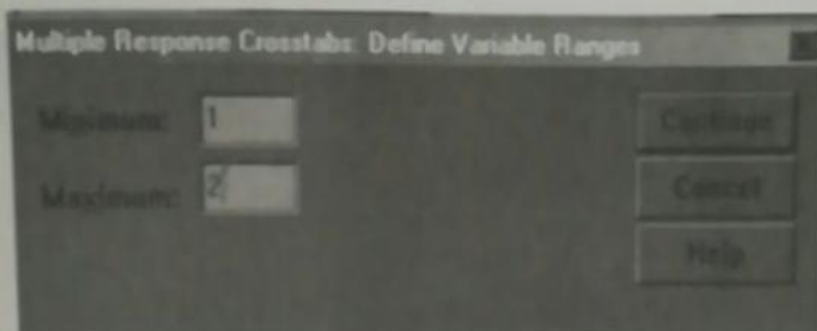 Multiple Response Crosstabs: Define Variable Ranges
Minimum: 1
Continue
Maximum: 2
Cancel
Help